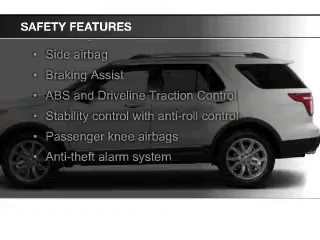 SAFETY FEATURES
• Side airbag
• Braking Assist
• ABS and Driveline Traction Control
• Stability control with anti-roll control
• Passenger knee airbags
• Anti-theft alarm system